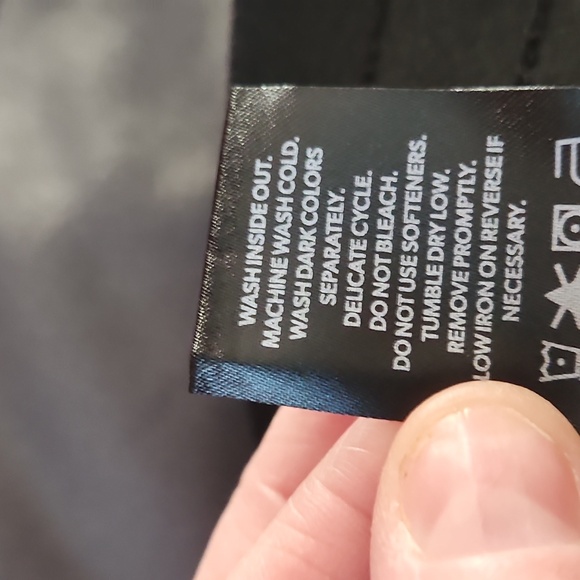 WASH INSIDE OUT.
MACHINE WASH COLD.
WASH DARK COLORS
SEPARATELY.
DELICATE CYCLE.
DO NOT BLEACH.
DO NOT USE SOFTENERS.
TUMBLE DRY LOW.
REMOVE PROMPTLY.
LOW IRON ON REVERSE IF
NECESSARY.